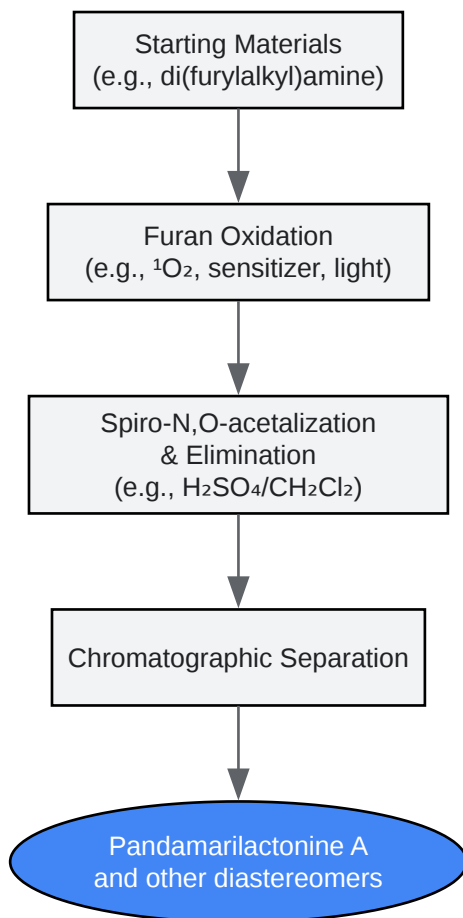 Starting Materials
(e.g., di(furylalkyl)amine)
Furan Oxidation
(e.g., ¹O₂, sensitizer, light)
Spiro-N,O-acetalization
& Elimination
(e.g., H₂SO₄/CH₂Cl₂)
Chromatographic Separation
Pandamarilactonine A
and other diastereomers